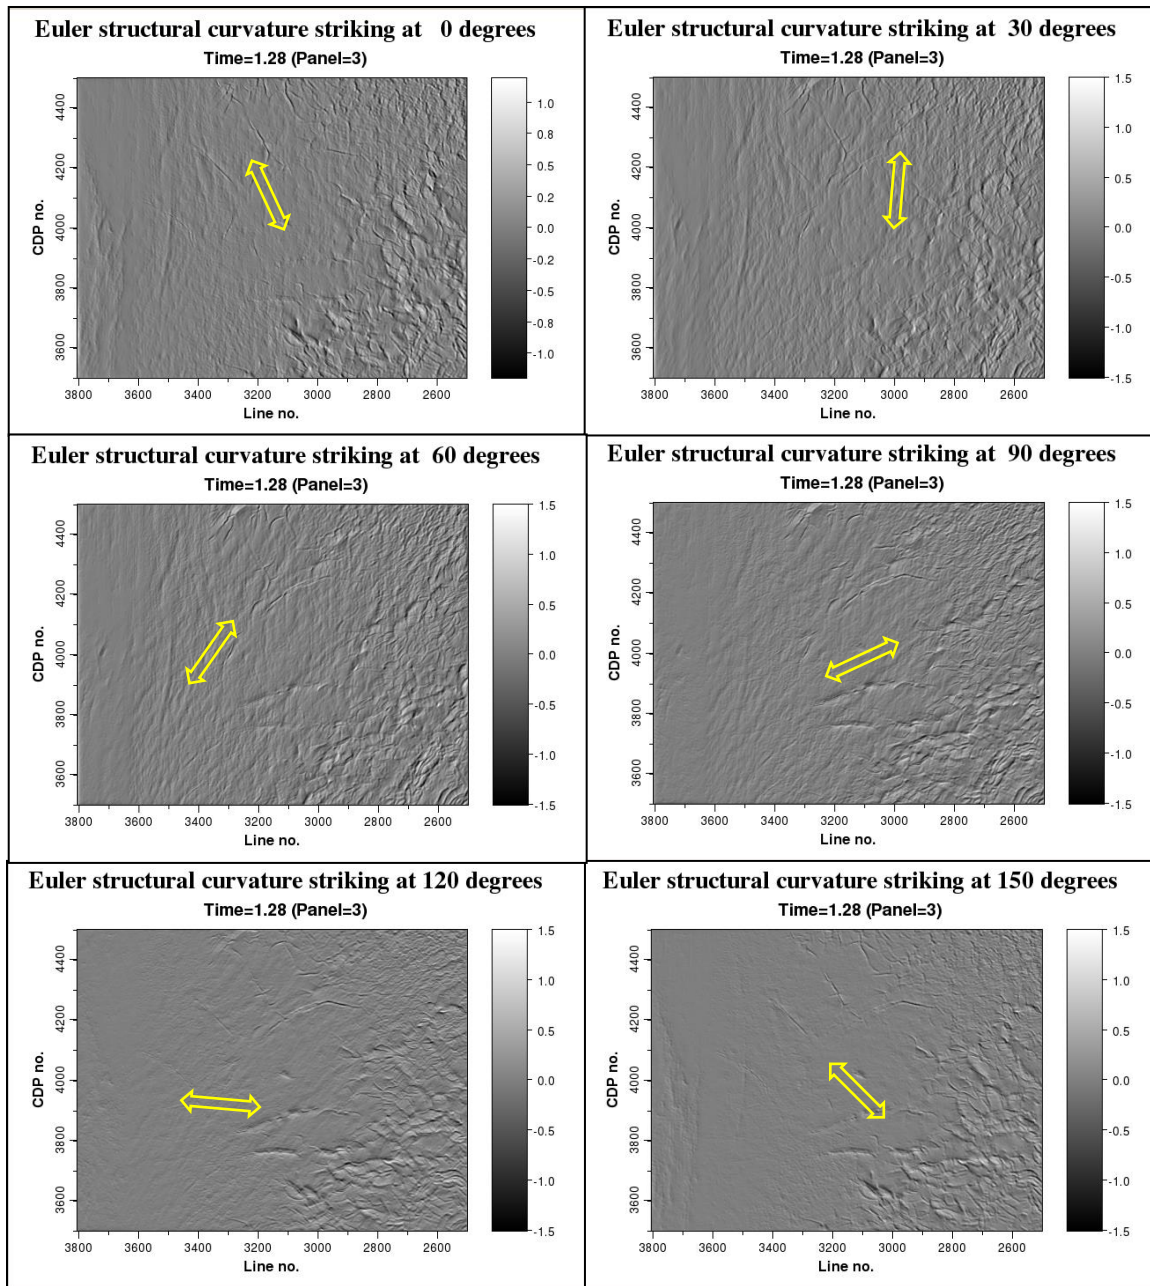 Euler structural curvature striking at 0 degrees
Time=1.28 (Panel=3)
4400
4200
4000
3800
3600
CDP no.
3800 3600 3400 3200 3000 2800 2600
Line no.
1.0
0.8
0.5
0.2
0.0
-0.2
-0.5
-0.8
-1.0
Euler structural curvature striking at 30 degrees
Time=1.28 (Panel=3)
4400
4200
4000
3800
3600
CDP no.
3800 3600 3400 3200 3000 2800 2600
Line no.
1.5
1.0
0.5
0.0
-0.5
-1.0
-1.5
Euler structural curvature striking at 60 degrees
Time=1.28 (Panel=3)
4400
4200
4000
3800
3600
CDP no.
3800 3600 3400 3200 3000 2800 2600
Line no.
1.5
1.0
0.5
0.0
-0.5
-1.0
-1.5
Euler structural curvature striking at 90 degrees
Time=1.28 (Panel=3)
4400
4200
4000
3800
3600
CDP no.
3800 3600 3400 3200 3000 2800 2600
Line no.
1.5
1.0
0.5
0.0
-0.5
-1.0
-1.5
Euler structural curvature striking at 120 degrees
Time=1.28 (Panel=3)
4400
4200
4000
3800
3600
CDP no.
3800 3600 3400 3200 3000 2800 2600
Line no.
1.5
1.0
0.5
0.0
-0.5
-1.0
-1.5
Euler structural curvature striking at 150 degrees
Time=1.28 (Panel=3)
4400
4200
4000
3800
3600
CDP no.
3800 3600 3400 3200 3000 2800 2600
Line no.
1.5
1.0
0.5
0.0
-0.5
-1.0
-1.5